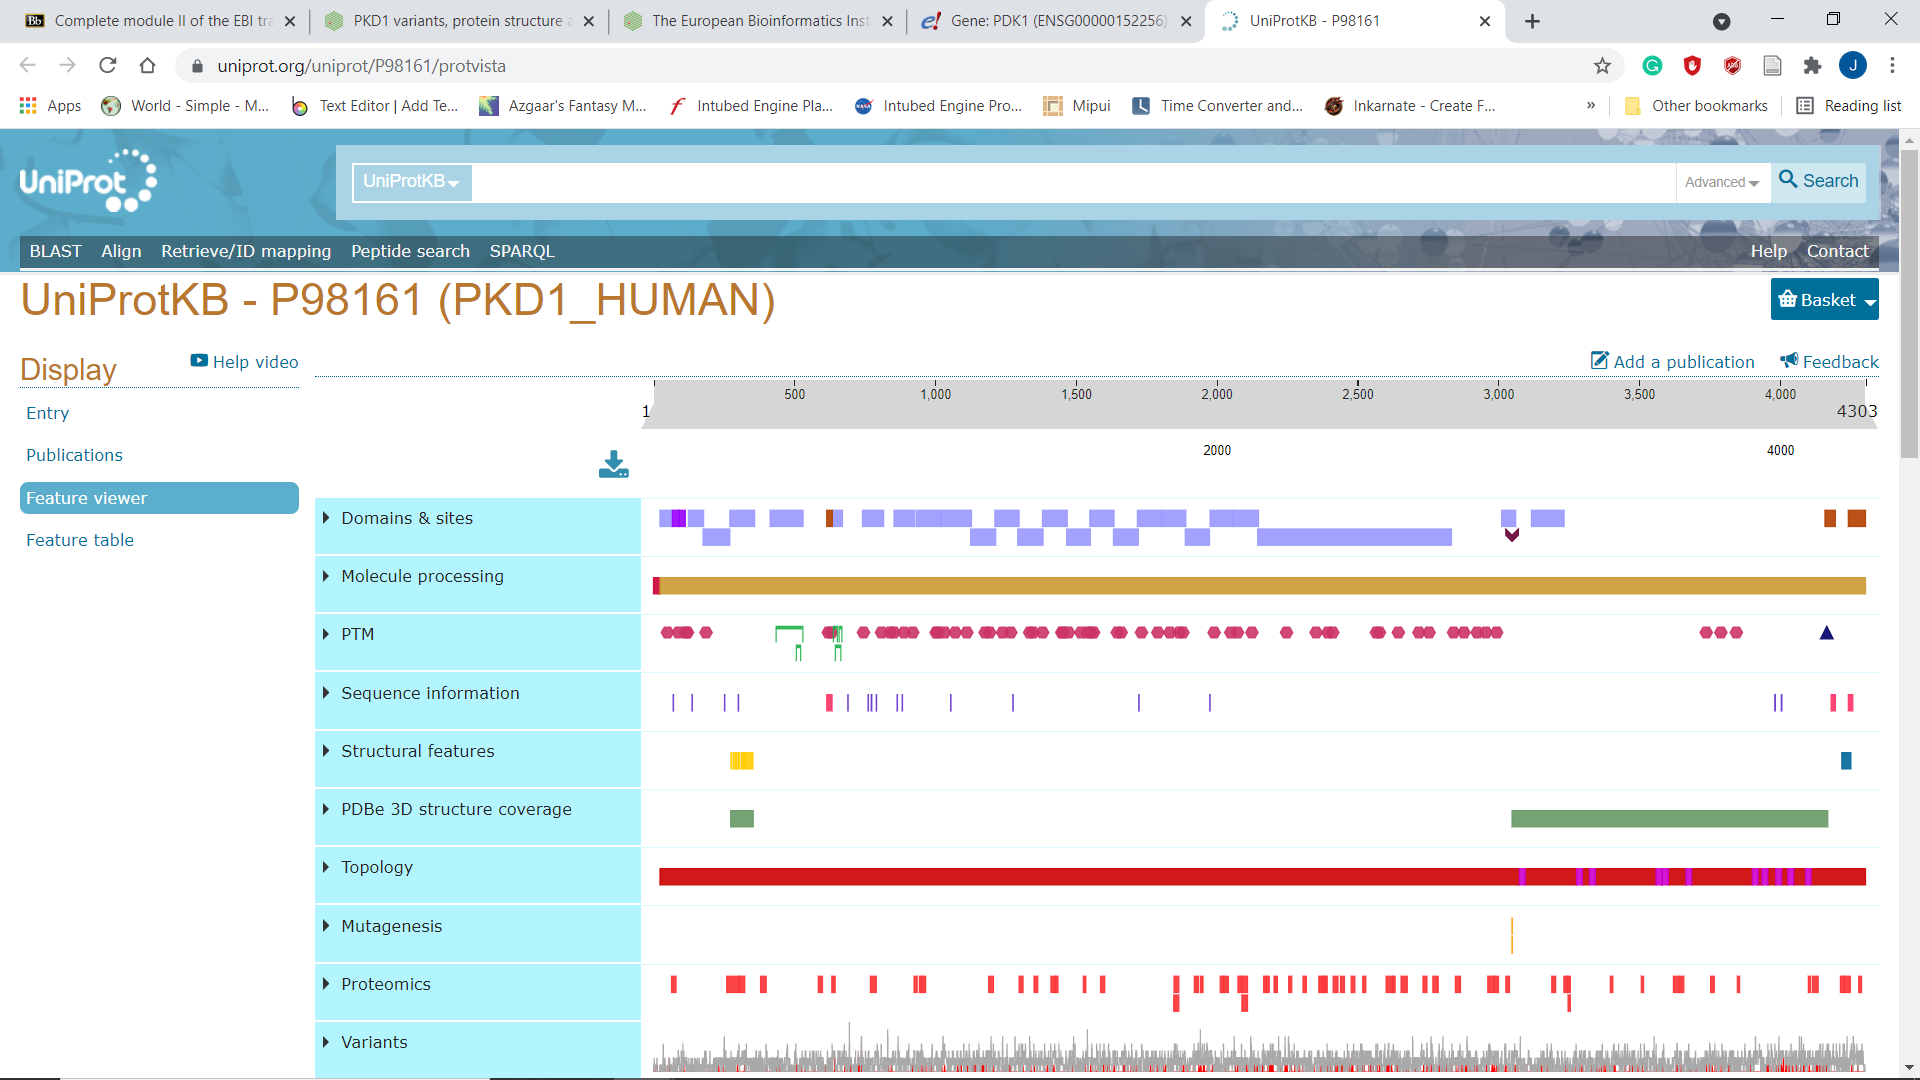 Bb Complete module II of the EBI tra
PKD1 variants, protein structure a
The European Bioinformatics Inst
e! Gene: PDK1 (ENSG00000152256)
UniProtKB - P98161
uniprot.org/uniprot/P98161/protvista
G
ABP
J
Apps
World - Simple - M...
Text Editor | Add Te...
Azgaar's Fantasy M...
Intubed Engine Pla...
Intubed Engine Pro...
Mipui
Time Converter and...
Inkarnate - Create F...
»
Other bookmarks
Reading list
UniProt
UniProtKB
Advanced
Search
BLAST Align Retrieve/ID mapping Peptide search SPARQL
Help Contact
UniProtKB - P98161 (PKD1_HUMAN)
Basket
Display
Help video
Add a publication
Feedback
Entry
Publications
Feature viewer
Feature table
500 1,000 1,500 2,000 2,500 3,000 3,500 4,000
1 4303
2000 4000
Domains & sites
Molecule processing
PTM
Sequence information
Structural features
PDBe 3D structure coverage
Topology
Mutagenesis
Proteomics
Variants